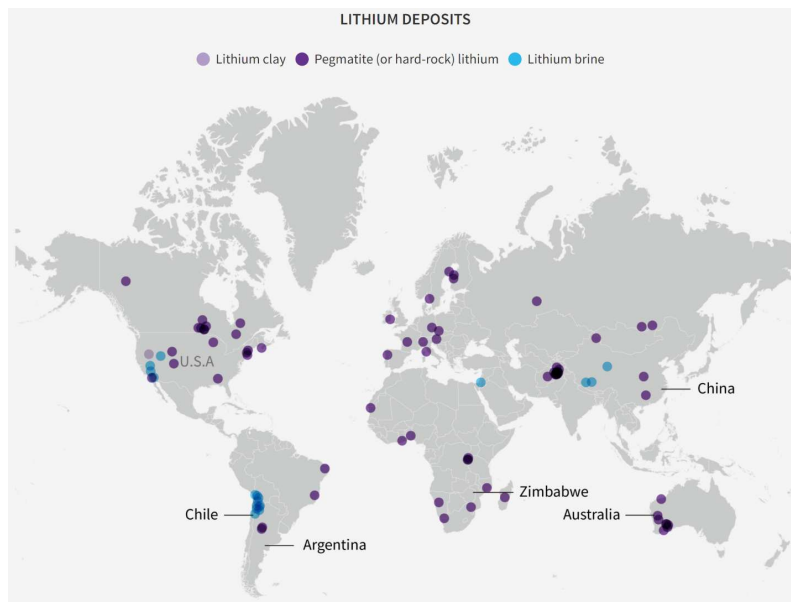 LITHIUM DEPOSITS
Lithium clay Pegmatite (or hard-rock) lithium Lithium brine
U.S.A
China
Zimbabwe
Chile
Australia
Argentina